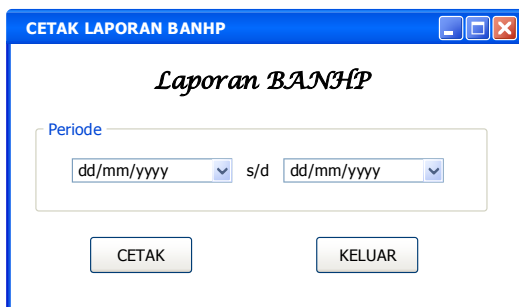 CETAK LAPORAN BANHP
Laporan BANHP
Periode
dd/mm/yyyy s/d dd/mm/yyyy
CETAK KELUAR